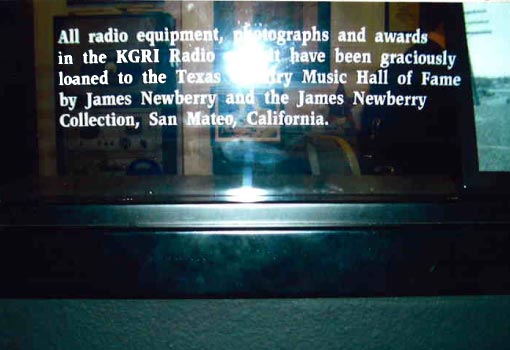 All radio equipment, photographs and awards
in the KGRI Radio have been graciously
loaned to the Texas Country Music Hall of Fame
by James Newberry and the James Newberry
Collection, San Mateo, California.